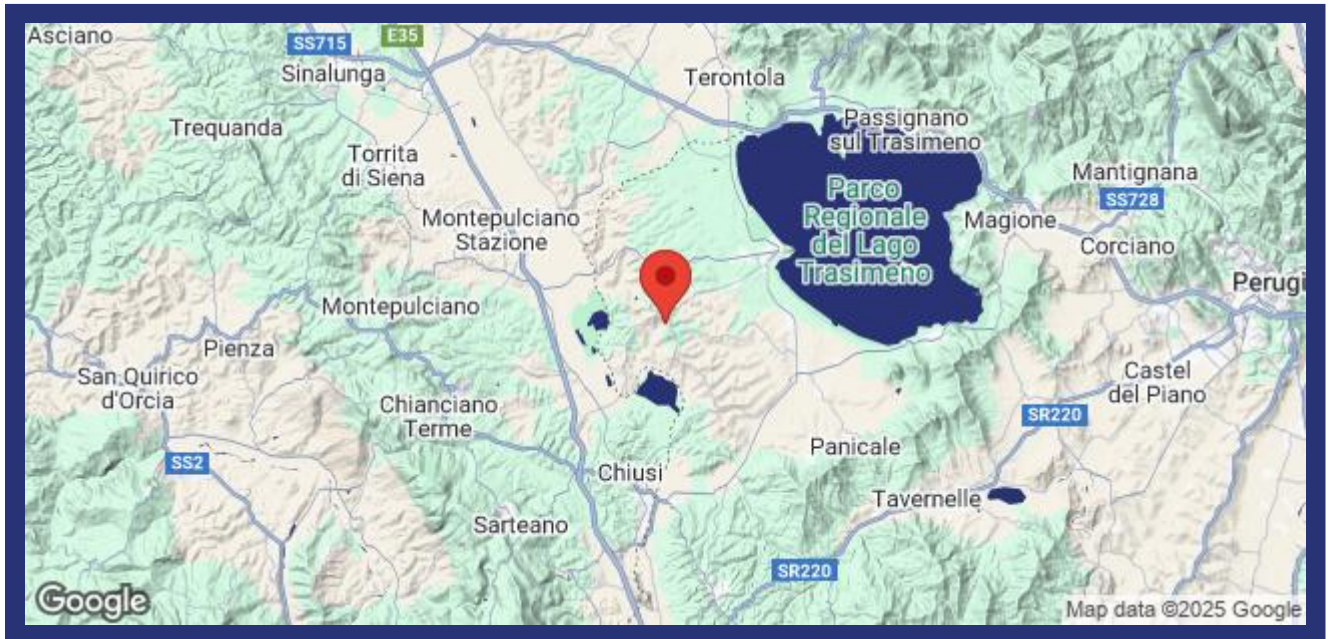 Asciano
SS715
E35
Sinalunga
Terontola
Trequanda
Torrita
di Siena
Passignano
sul Trasimeno
Mantignana
SS728
Parco
Regionale
del Lago
Trasimeno
Montepulciano
Stazione
Magione
Corciano
Perugi
Montepulciano
Pienza
San Quirico
d'Orcia
Chianciano
Terme
Castel
del Piano
SR220
Panicale
SS2
Chiusi
Tavernelle
Sarteano
SR220
Google
Map data ©2025 Google